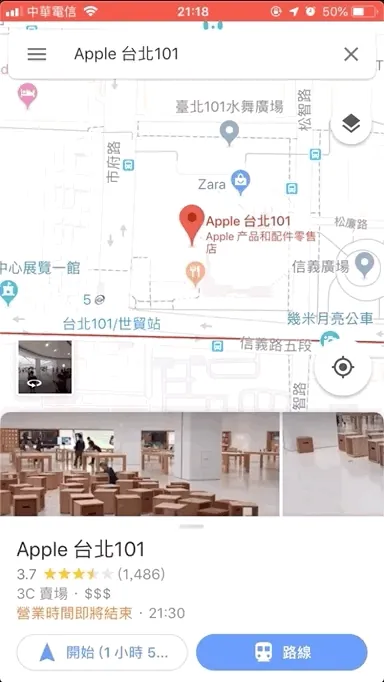 中華電信
21:18
50%
Apple 台北101
臺北101水舞廣場
松智路
市府路
Zara
Apple 台北101
Apple 产品和配件零售
店
松廉路
中心展覽一館
信義廣場
5
台北101/世貿站
幾米月亮公車
信義路五段
智路
Apple 台北101
3.7
(1,486)
3C 賣場 · $$$
營業時間即將結束 · 21:30
開始 (1 小時 5...
路線